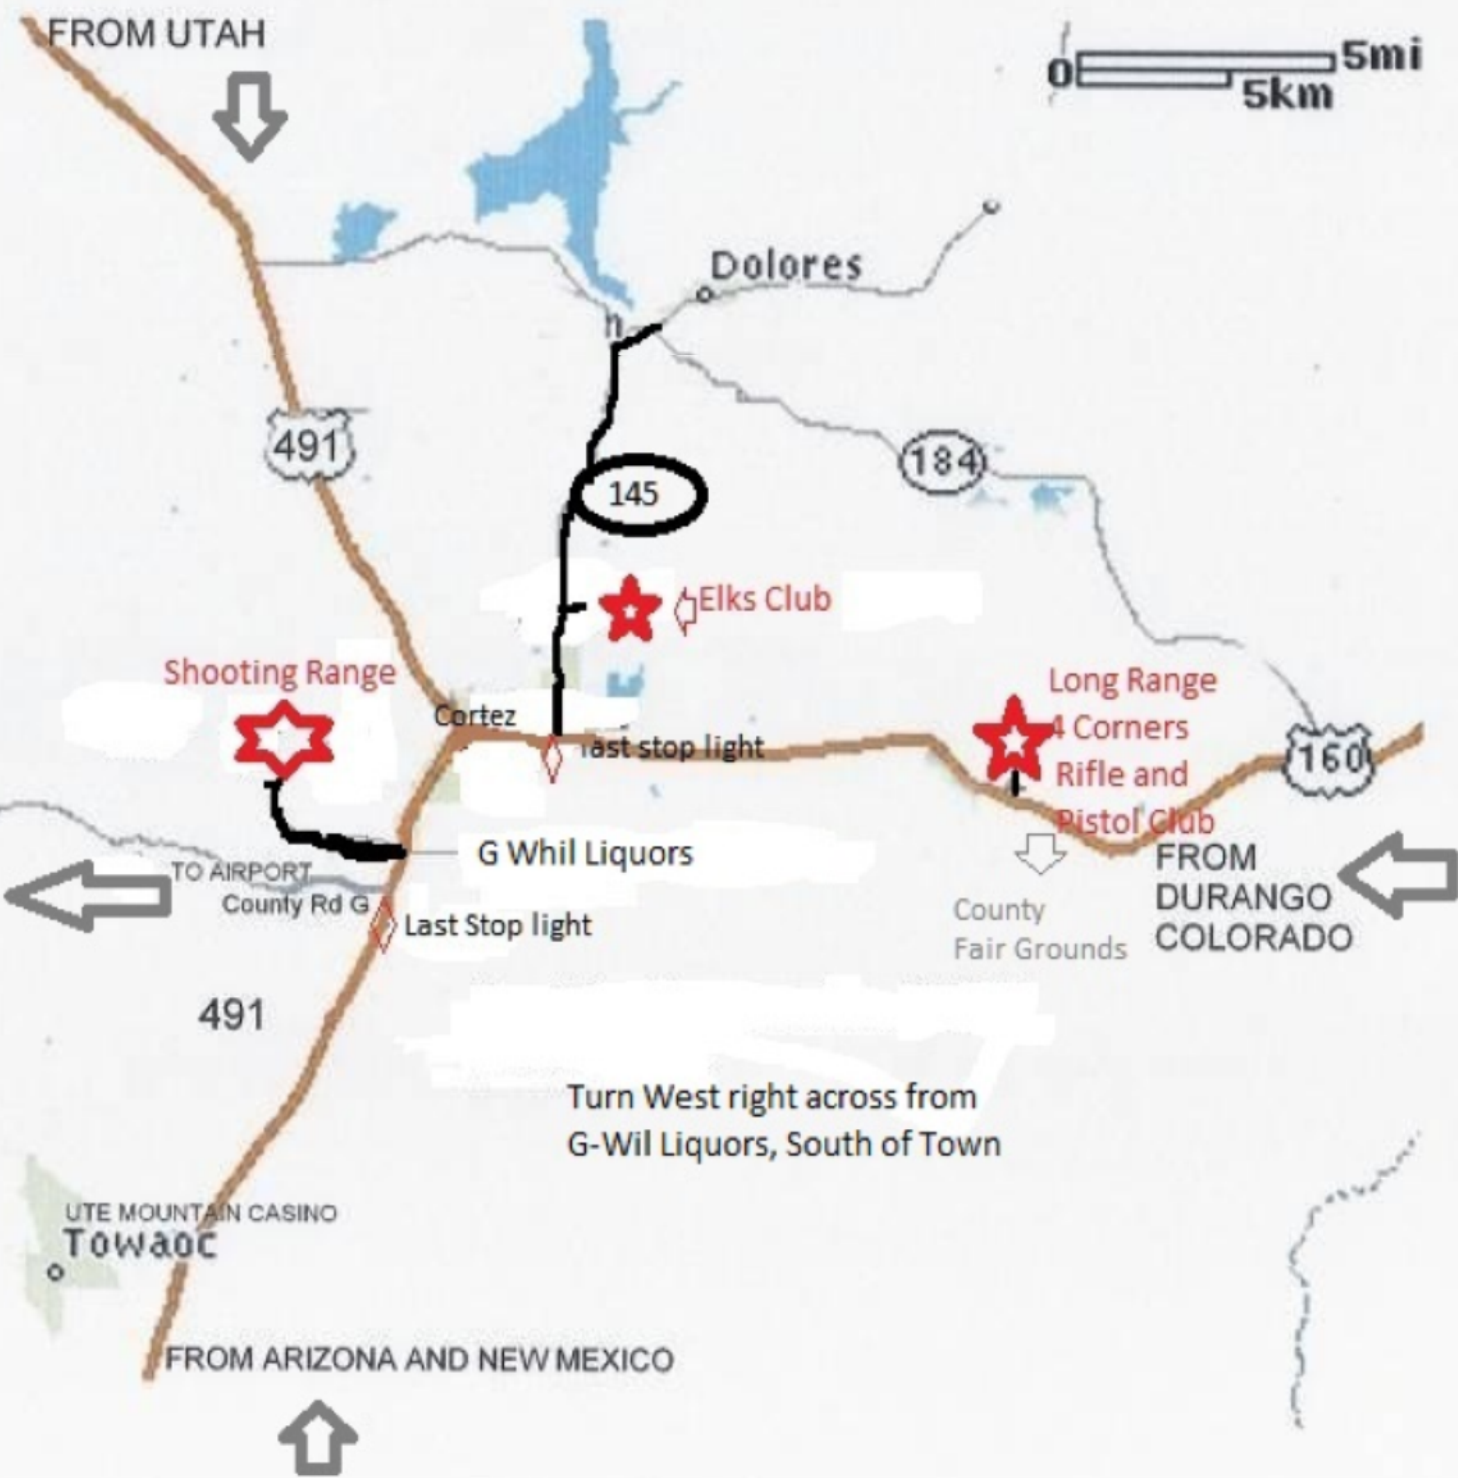 FROM UTAH
0
5mi
5km
Dolores
n
491
184
145
Elks Club
Shooting Range
Long Range
4 Corners
Rifle and
Pistol Club
Cortez
last stop light
160
G Whil Liquors
TO AIRPORT
County Rd G
FROM
DURANGO
COLORADO
Last Stop light
County
Fair Grounds
491
Turn West right across from
G-Wil Liquors, South of Town
UTE MOUNTAIN CASINO
Towaoc
FROM ARIZONA AND NEW MEXICO